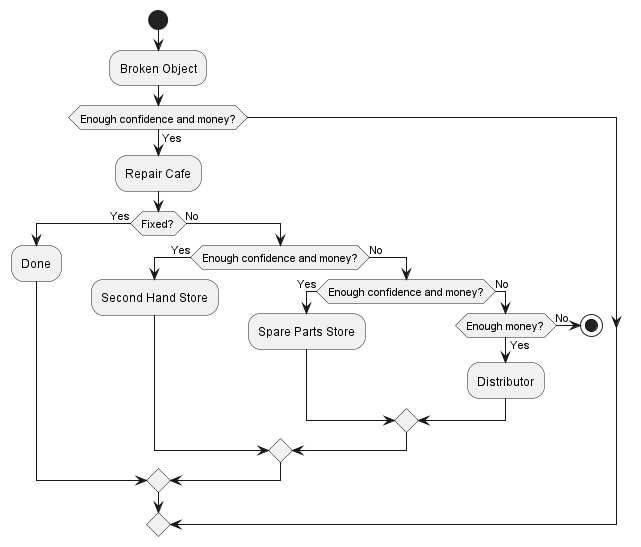 Broken Object
Enough confidence and money?
Yes
Repair Cafe
Yes
Fixed?
No
Done
Yes
Enough confidence and money?
No
Second Hand Store
Yes
Enough confidence and money?
No
Spare Parts Store
Enough money?
No
Yes
Distributor